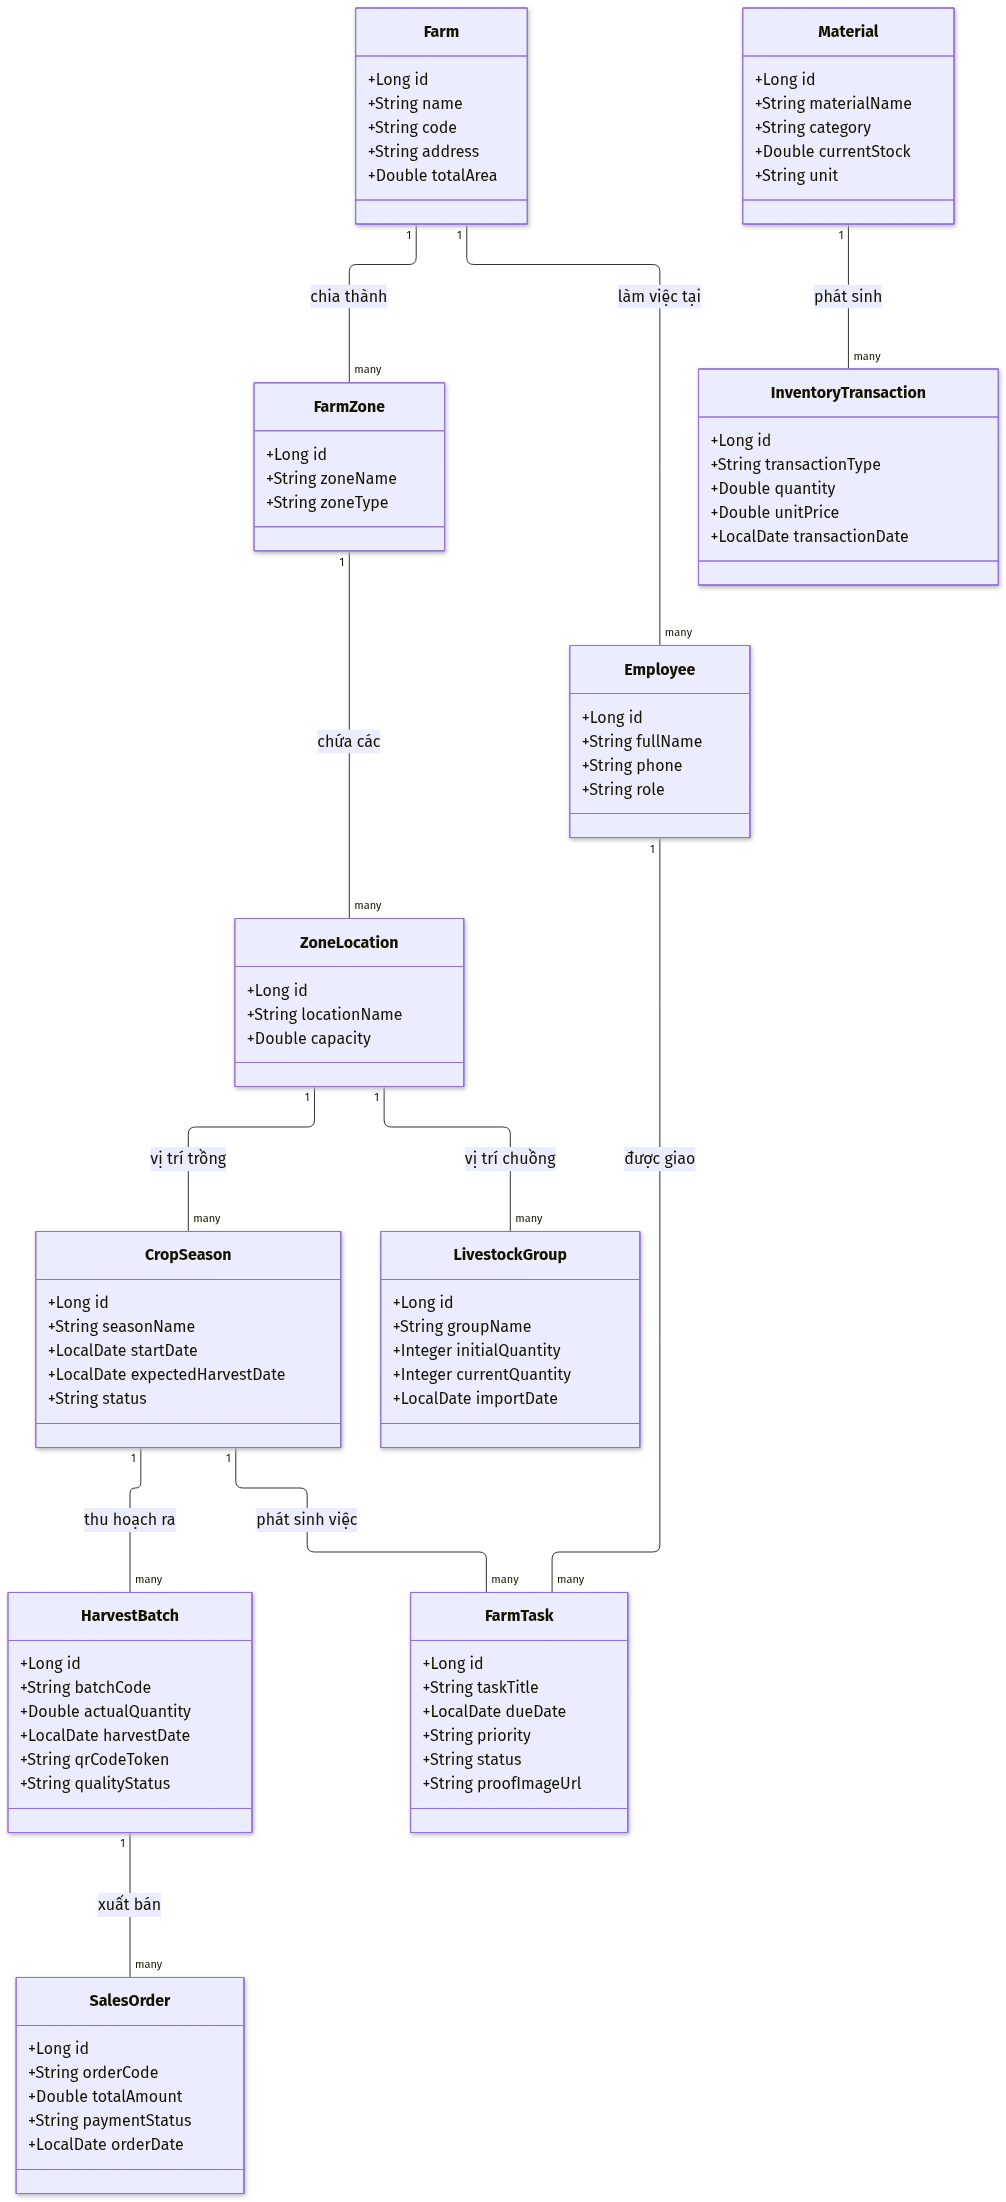 Farm
+Long id
+String name
+String code
+String address
+Double totalArea
Material
+Long id
+String materialName
+String category
+Double currentStock
+String unit
1
1
1
chia thành
làm việc tại
phát sinh
many
many
FarmZone
+Long id
+String zoneName
+String zoneType
InventoryTransaction
+Long id
+String transactionType
+Double quantity
+Double unitPrice
+LocalDate transactionDate
1
many
Employee
+Long id
+String fullName
+String phone
+String role
chứa các
1
many
ZoneLocation
+Long id
+String locationName
+Double capacity
1
1
vị trí trồng
vị trí chuồng
được giao
many
many
CropSeason
+Long id
+String seasonName
+LocalDate startDate
+LocalDate expectedHarvestDate
+String status
LivestockGroup
+Long id
+String groupName
+Integer initialQuantity
+Integer currentQuantity
+LocalDate importDate
1
1
thu hoạch ra
phát sinh việc
many
many
many
HarvestBatch
+Long id
+String batchCode
+Double actualQuantity
+LocalDate harvestDate
+String qrCodeToken
+String qualityStatus
FarmTask
+Long id
+String taskTitle
+LocalDate dueDate
+String priority
+String status
+String proofImageUrl
1
xuất bán
many
SalesOrder
+Long id
+String orderCode
+Double totalAmount
+String paymentStatus
+LocalDate orderDate